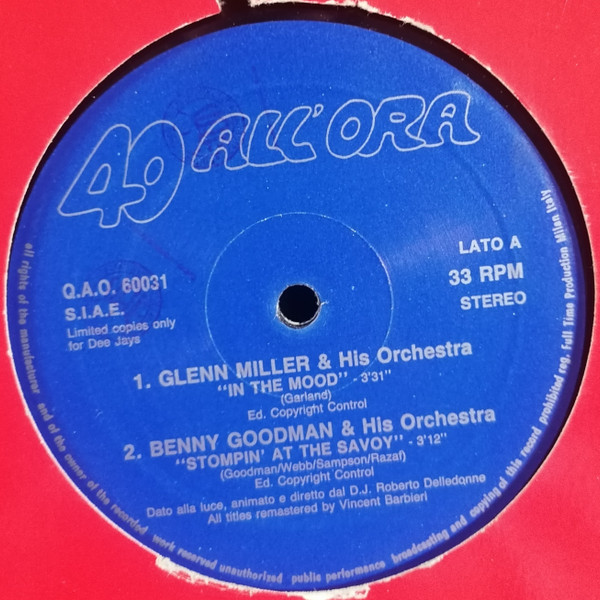 40 ALL'ORA
LATO A
33 RPM
STEREO
Q.A.O. 60031
S.I.A.E.
Limited copies only
for Dee Jays
1. GLENN MILLER & His Orchestra
"IN THE MOOD" - 3'31"
(Garland)
Ed. Copyright Control
2. BENNY GOODMAN & His Orchestra
"STOMPIN' AT THE SAVOY" - 3'12"
(Goodman/Webb/Sampson/Razaf)
Ed. Copyright Control
Dato alla luce, animato e diretto dal D.J. Roberto Delledonne
All titles remastered by Vincent Barbieri
all rights of the manufacturer and of the owner of the recorded work reserved unauthorized public performance broadcasting and copying of this record prohibited reg. Full Time Production Milan Italy